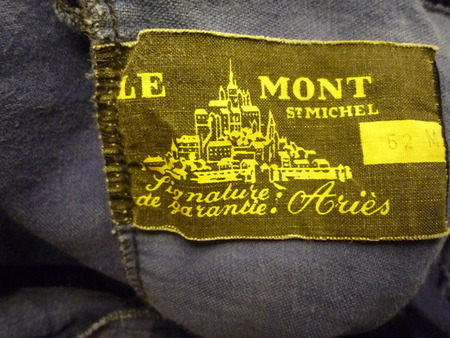 LE MONT
ST MICHEL
52 M
Signature
de garantie: Ariès